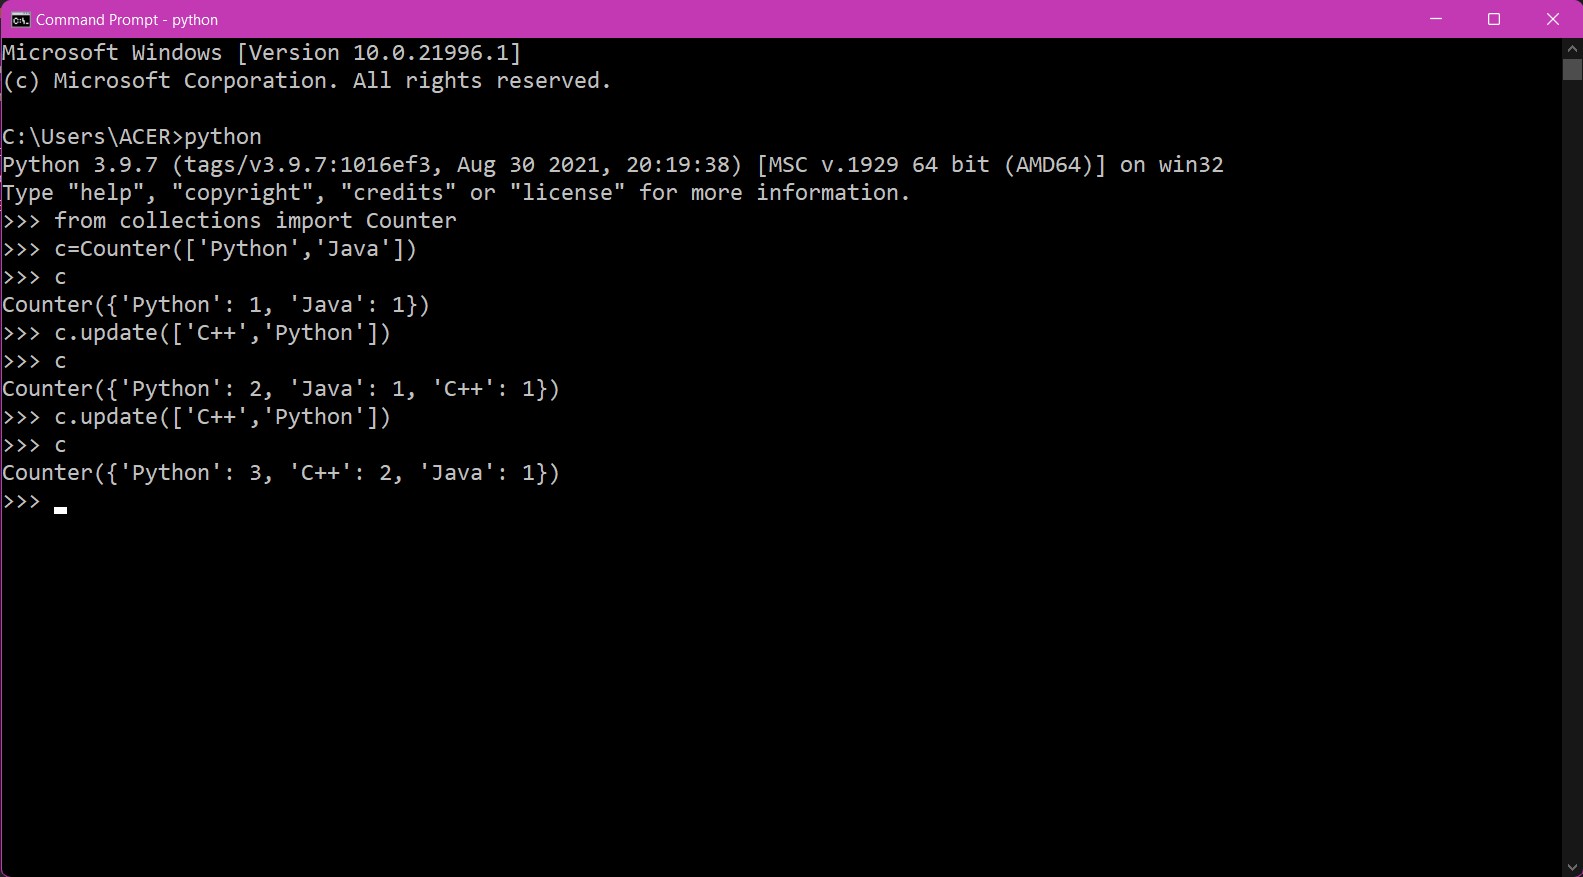 Command Prompt - python
Microsoft Windows [Version 10.0.21996.1]
(c) Microsoft Corporation. All rights reserved.
C:\Users\ACER>python
Python 3.9.7 (tags/v3.9.7:1016ef3, Aug 30 2021, 20:19:38) [MSC v.1929 64 bit (AMD64)] on win32
Type "help", "copyright", "credits" or "license" for more information.
>>> from collections import Counter
>>> c=Counter(['Python','Java'])
>>> c
Counter({'Python': 1, 'Java': 1})
>>> c.update(['C++','Python'])
>>> c
Counter({'Python': 2, 'Java': 1, 'C++': 1})
>>> c.update(['C++','Python'])
>>> c
Counter({'Python': 3, 'C++': 2, 'Java': 1})
>>>